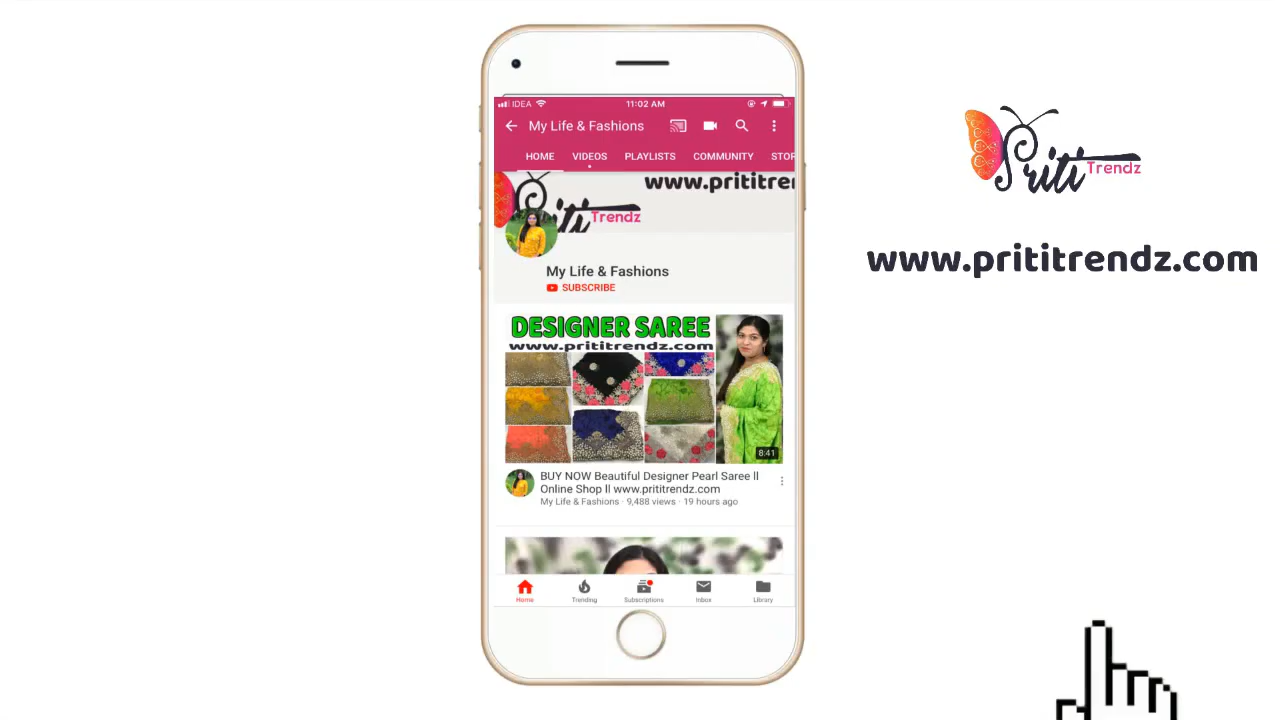 IDEA 11:02 AM
My Life & Fashions
HOME VIDEOS PLAYLISTS COMMUNITY STOR
www.prititren
Priti Trendz
My Life & Fashions
SUBSCRIBE
DESIGNER SAREE
www.prititrendz.com
8:41
BUY NOW Beautiful Designer Pearl Saree ll
Online Shop ll www.prititrendz.com
My Life & Fashions · 9,488 views · 19 hours ago
Home Trending Subscriptions Inbox Library
Priti Trendz
www.prititrendz.com